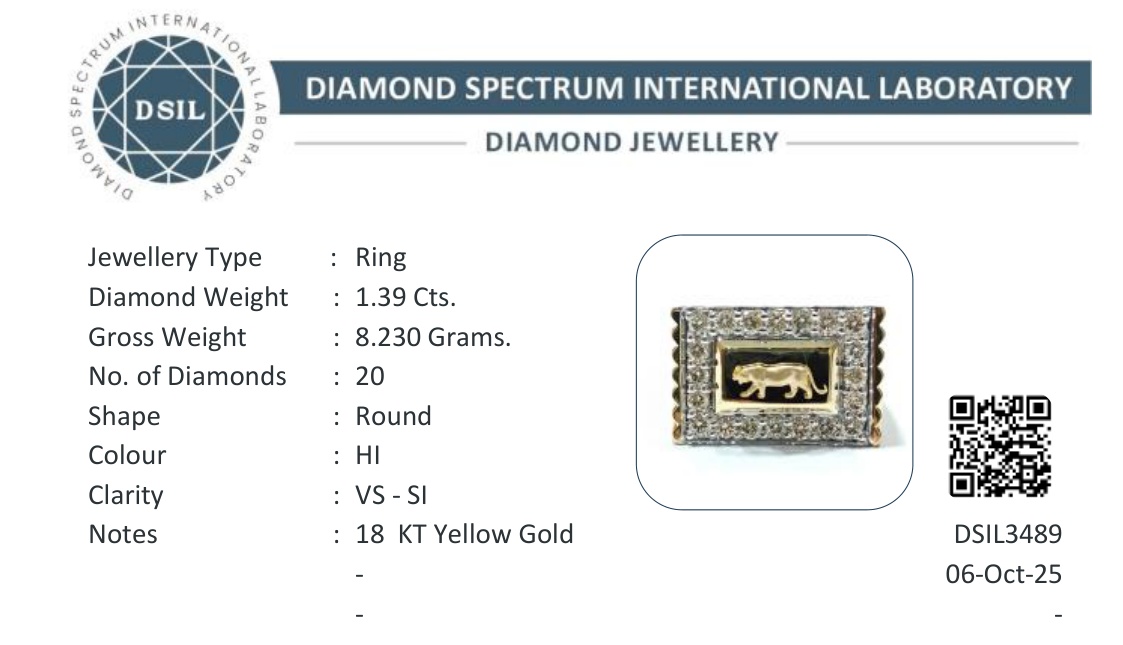 DIAMOND SPECTRUM INTERNATIONAL LABORATORY
DSIL
DIAMOND SPECTRUM INTERNATIONAL LABORATORY
DIAMOND JEWELLERY
Jewellery Type : Ring
Diamond Weight : 1.39 Cts.
Gross Weight : 8.230 Grams.
No. of Diamonds : 20
Shape : Round
Colour : HI
Clarity : VS - SI
Notes : 18 KT Yellow Gold
-
-
DSIL3489
06-Oct-25
-